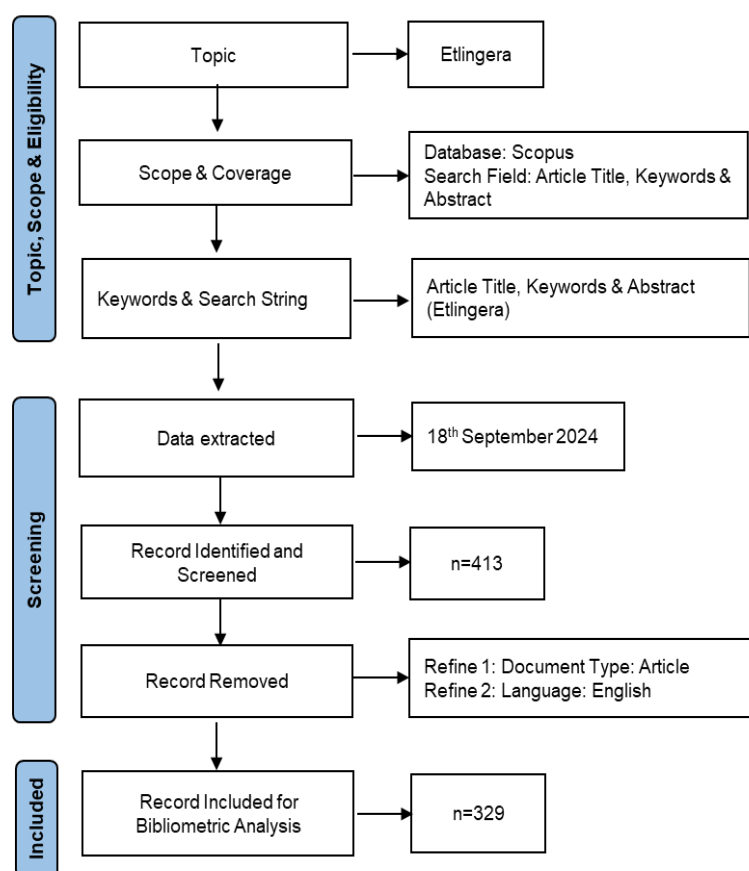 Topic, Scope & Eligibility
Topic
Etlingera
Scope & Coverage
Database: Scopus
Search Field: Article Title, Keywords &
Abstract
Keywords & Search String
Article Title, Keywords & Abstract
(Etlingera)
Screening
Data extracted
18th September 2024
Record Identified and
Screened
n=413
Record Removed
Refine 1: Document Type: Article
Refine 2: Language: English
Included
Record Included for
Bibliometric Analysis
n=329